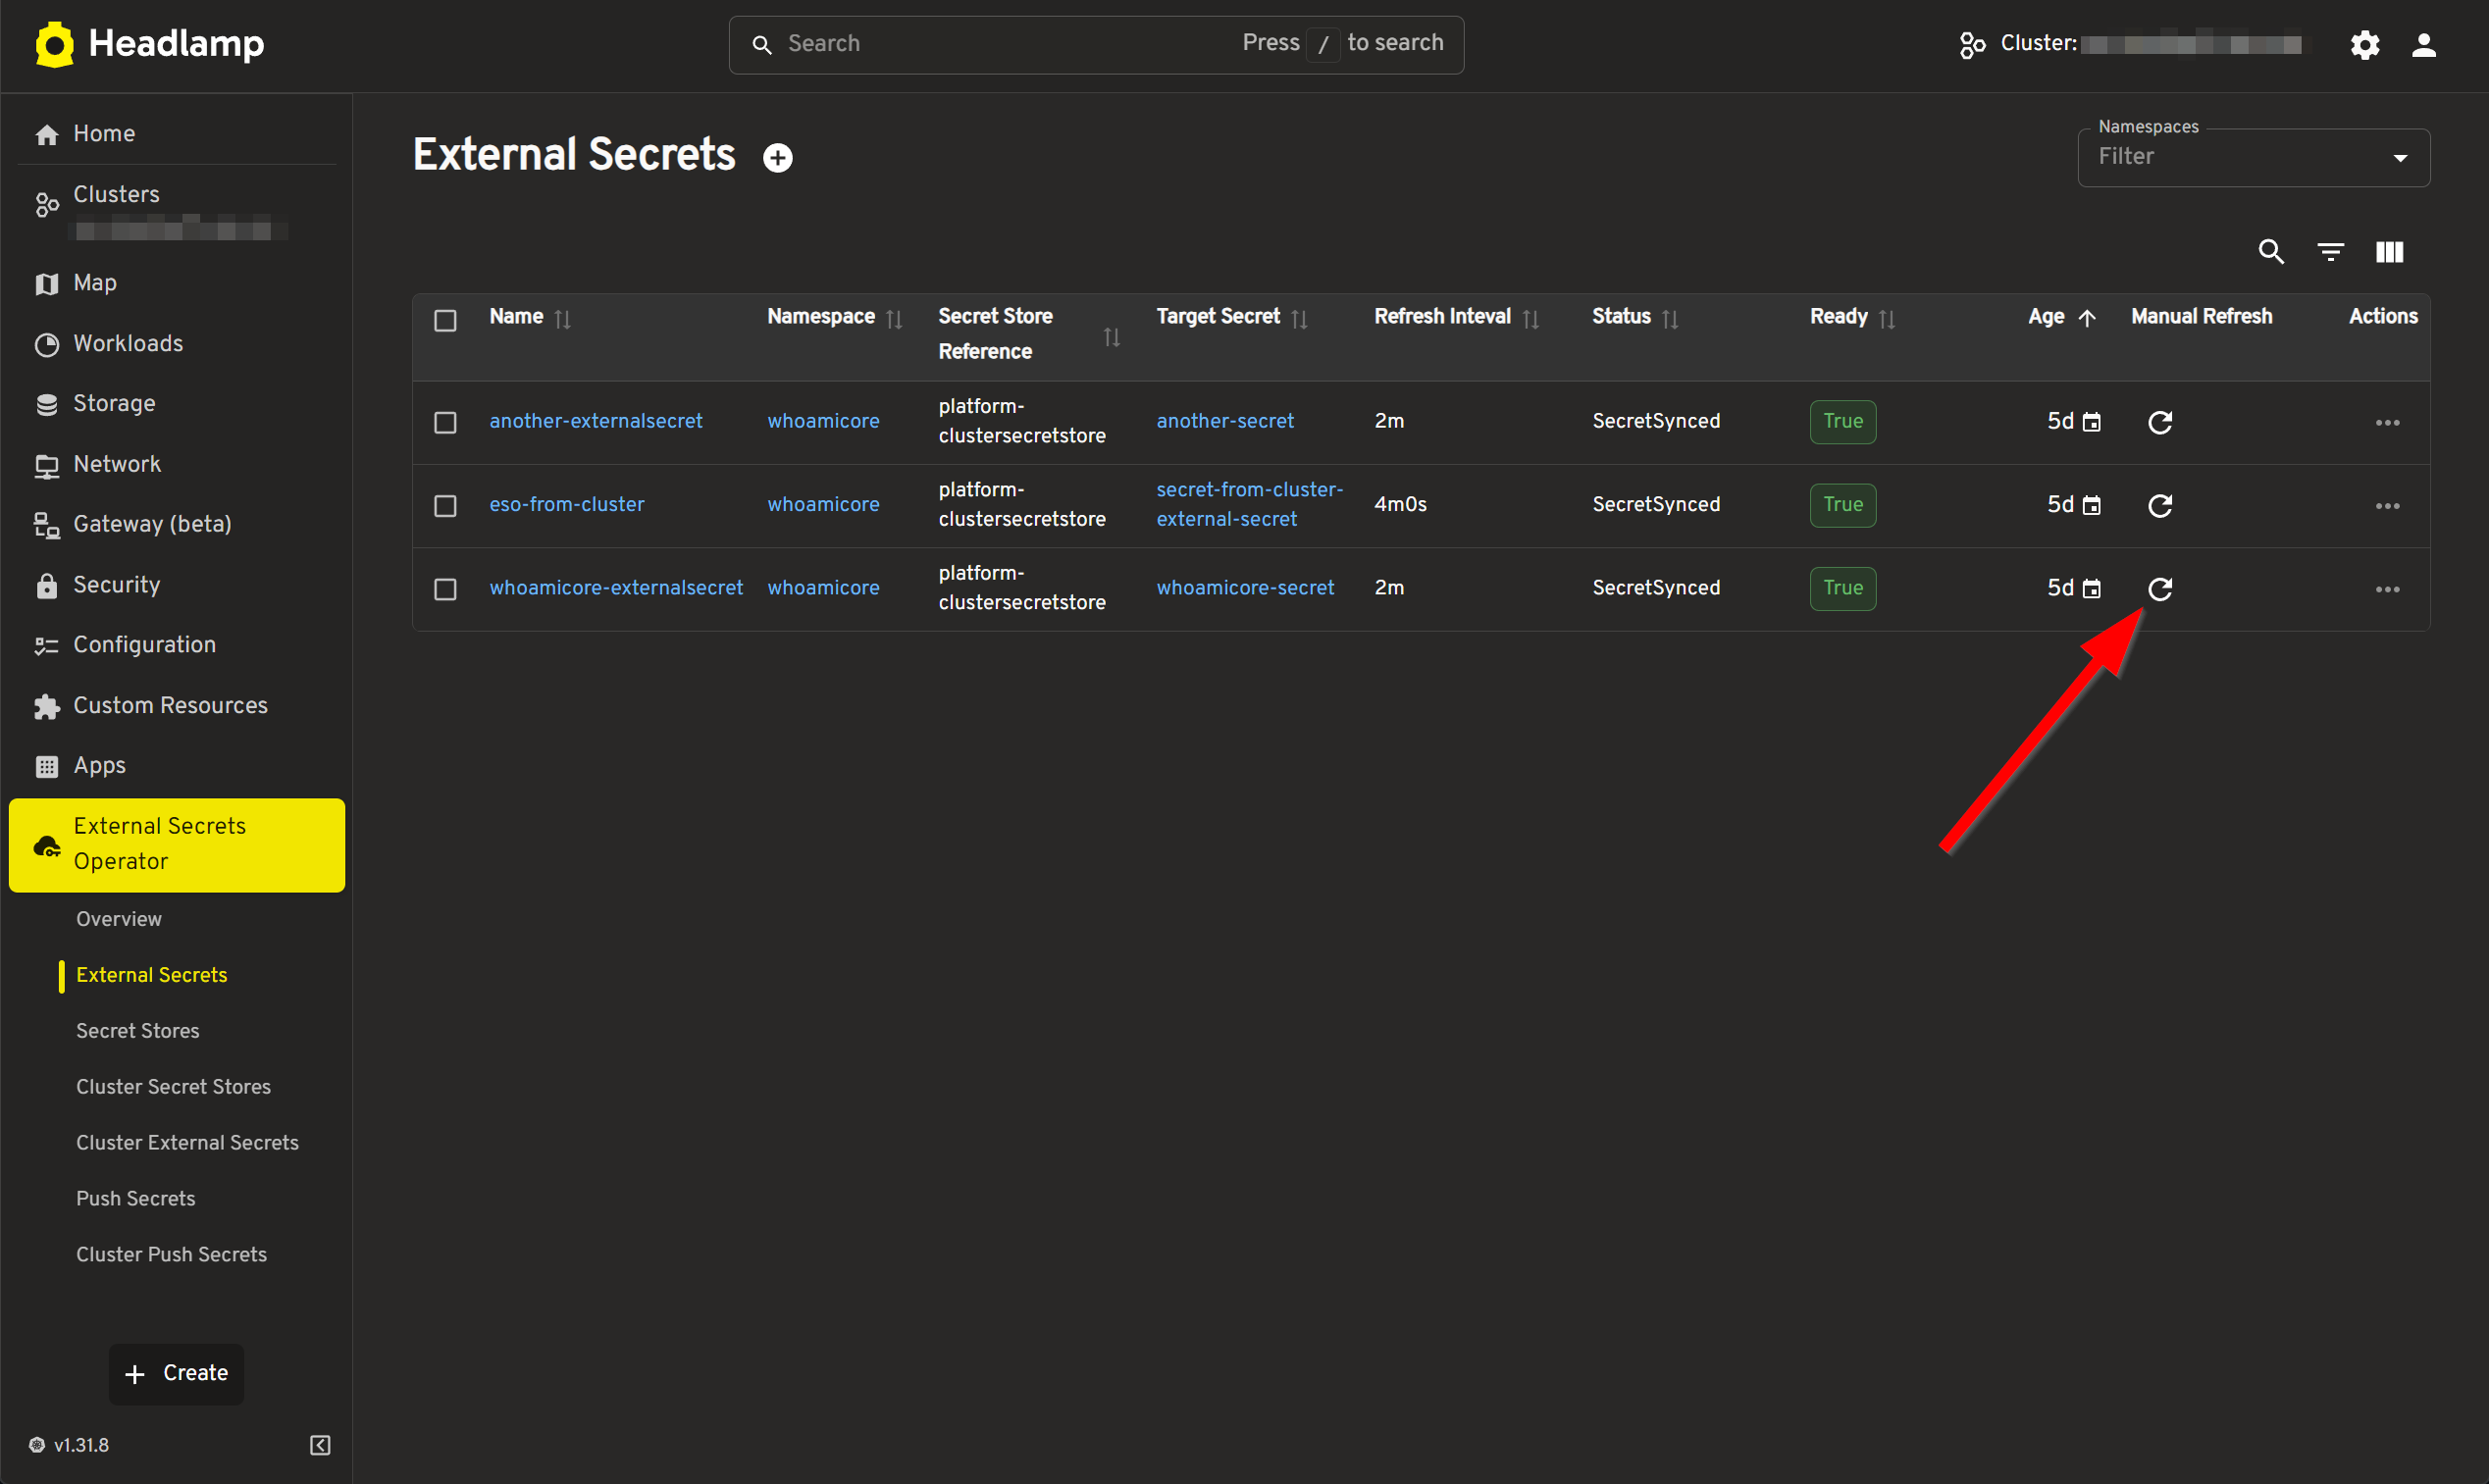 Headlamp
Search
Press / to search
Cluster:
Home
Clusters
Map
Workloads
Storage
Network
Gateway (beta)
Security
Configuration
Custom Resources
Apps
External Secrets
Operator
Overview
External Secrets
Secret Stores
Cluster Secret Stores
Cluster External Secrets
Push Secrets
Cluster Push Secrets
Create
v1.31.8
External Secrets
Namespaces
Filter
Name Namespace Secret Store Reference Target Secret Refresh Inteval Status Ready Age Manual Refresh Actions
another-externalsecret whoamicore platform-clustersecretstore another-secret 2m SecretSynced True 5d
eso-from-cluster whoamicore platform-clustersecretstore secret-from-cluster-external-secret 4m0s SecretSynced True 5d
whoamicore-externalsecret whoamicore platform-clustersecretstore whoamicore-secret 2m SecretSynced True 5d